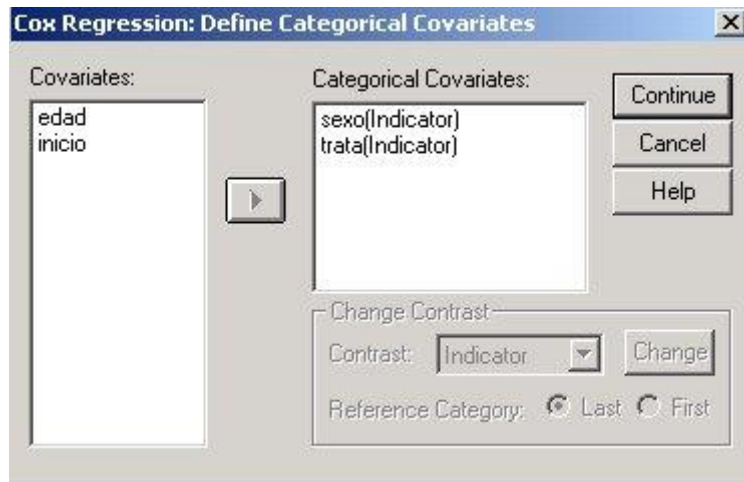 Cox Regression: Define Categorical Covariates
Covariates:
edad
inicio
Categorical Covariates:
sexo(Indicator)
trata(Indicator)
Continue
Cancel
Help
Change Contrast
Contrast: Indicator Change
Reference Category: Last First